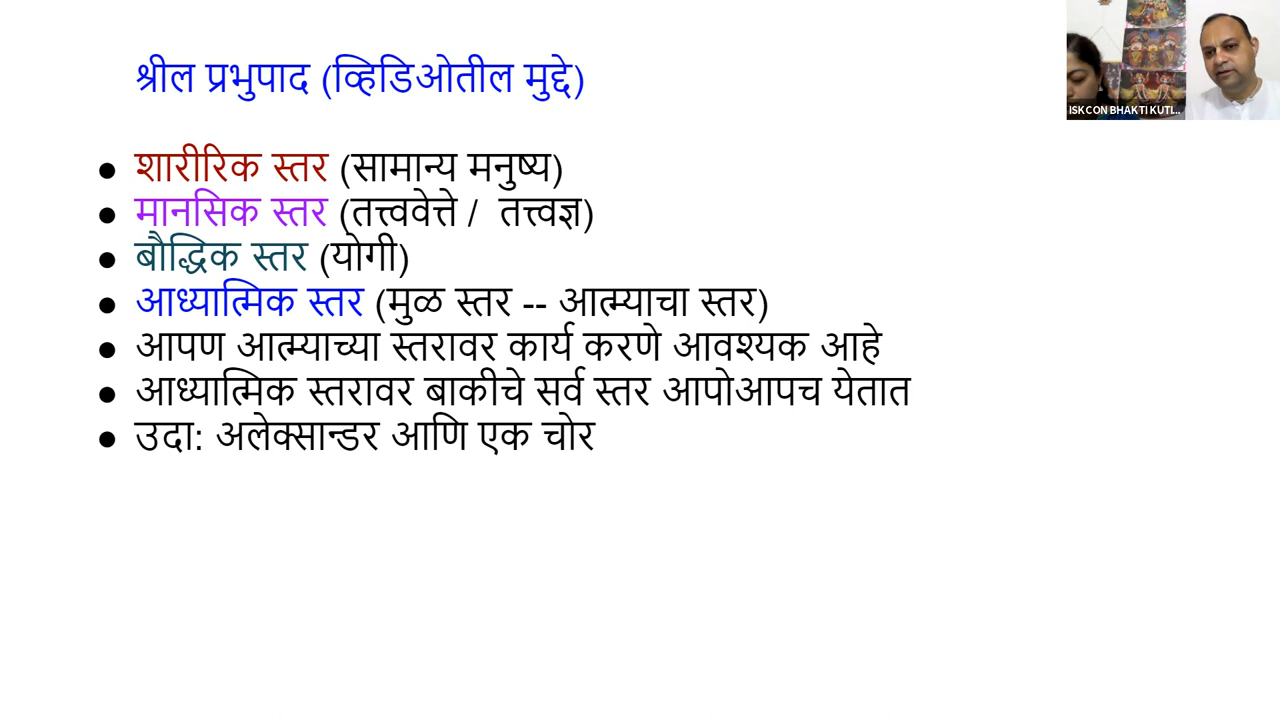 श्रील प्रभुपाद (व्हिडिओतील मुद्दे)
ISKCON BHAKTI KUTI...
● शारीरिक स्तर (सामान्य मनुष्य)
● मानसिक स्तर (तत्त्ववेत्ते / तत्त्वज्ञ)
● बौद्धिक स्तर (योगी)
● आध्यात्मिक स्तर (मुळ स्तर -- आत्म्याचा स्तर)
● आपण आत्म्याच्या स्तरावर कार्य करणे आवश्यक आहे
● आध्यात्मिक स्तरावर बाकीचे सर्व स्तर आपोआपच येतात
● उदा: अलेक्सान्डर आणि एक चोर